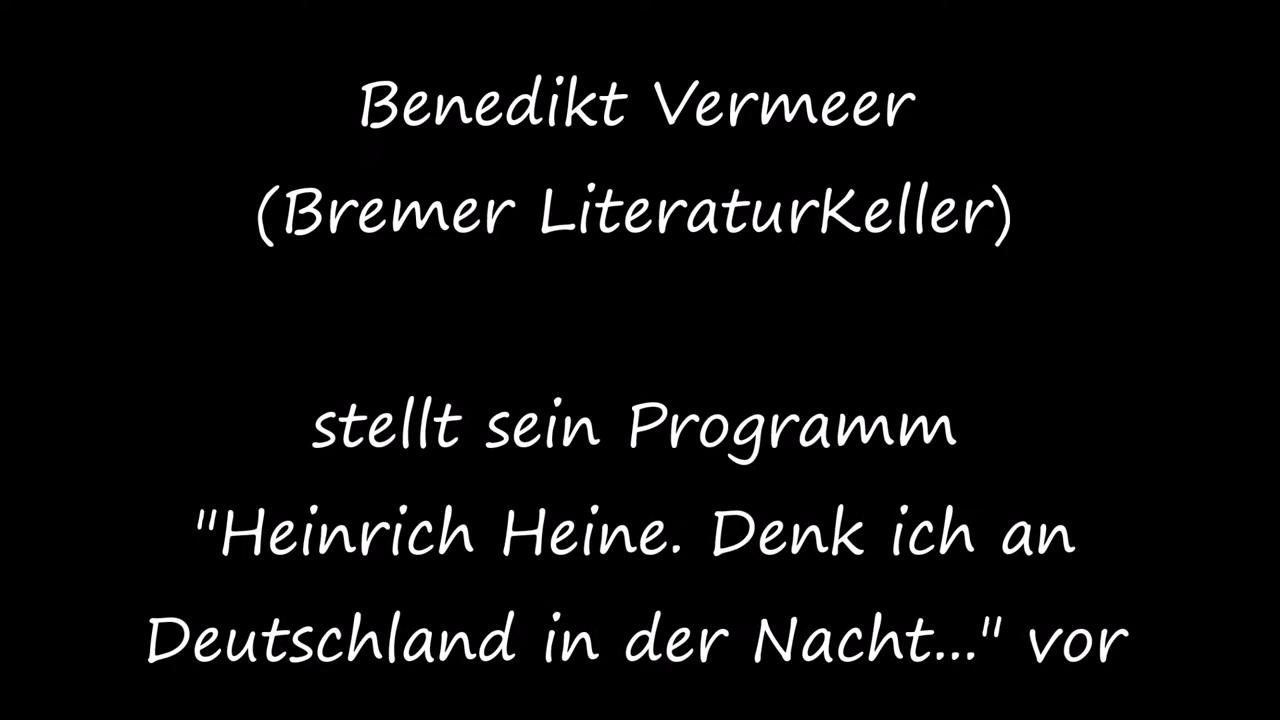 Benedikt Vermeer
(Bremer LiteraturKeller)
stellt sein Programm
"Heinrich Heine. Denk ich an
Deutschland in der Nacht..." vor